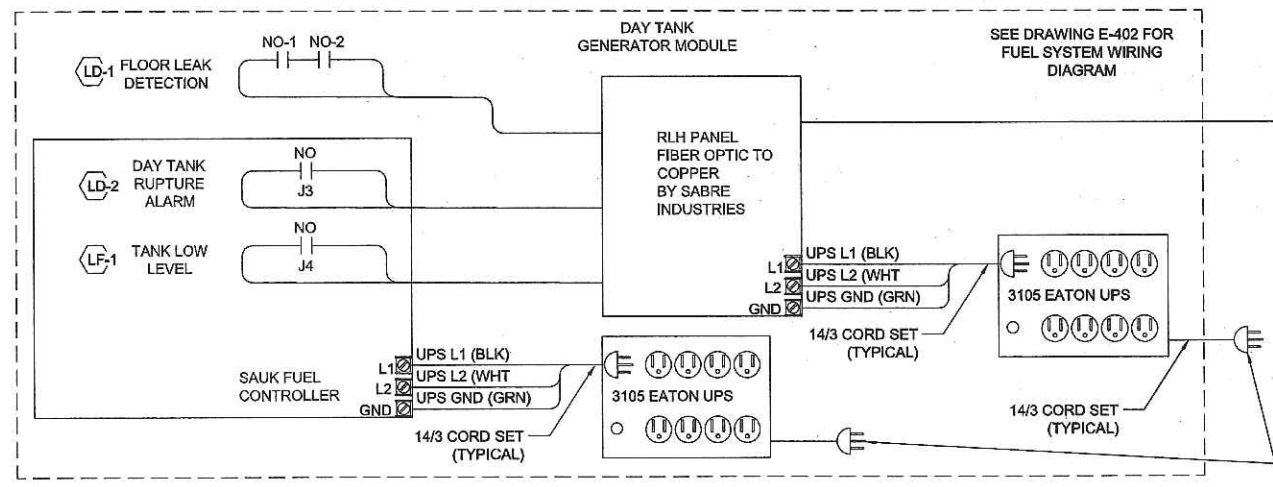 DAY TANK
GENERATOR MODULE
SEE DRAWING E-402 FOR
FUEL SYSTEM WIRING
DIAGRAM
NO-1 NO-2
LD-1 FLOOR LEAK
DETECTION
RLH PANEL
FIBER OPTIC TO
COPPER
BY SABRE
INDUSTRIES
LD-2 DAY TANK
RUPTURE
ALARM
NO
J3
LF-1 TANK LOW
LEVEL
NO
J4
L1 UPS L1 (BLK)
L2 UPS L2 (WHT
GND UPS GND (GRN)
14/3 CORD SET
(TYPICAL)
3105 EATON UPS
14/3 CORD SET
(TYPICAL)
SAUK FUEL
CONTROLLER
L1 UPS L1 (BLK)
L2 UPS L2 (WHT
GND UPS GND (GRN)
14/3 CORD SET
(TYPICAL)
3105 EATON UPS